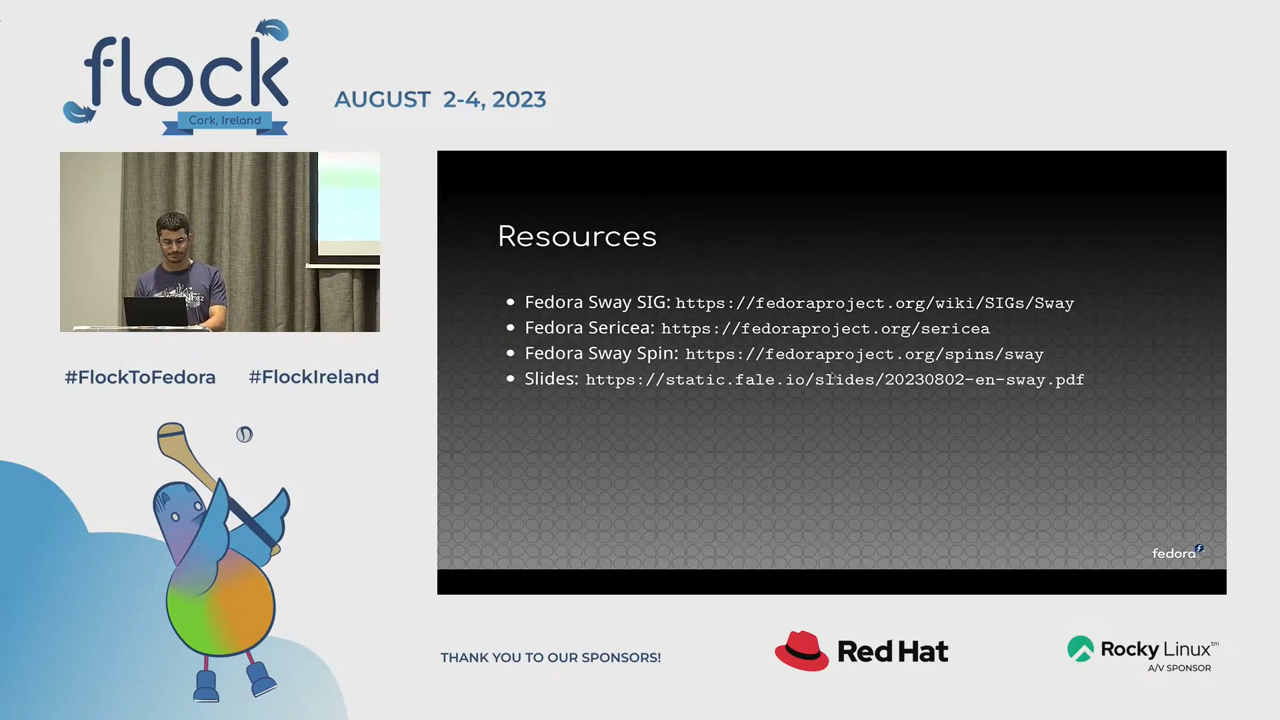 flock
Cork, Ireland
AUGUST 2-4, 2023
Resources
• Fedora Sway SIG: https://fedoraproject.org/wiki/SIGs/Sway
• Fedora Sericea: https://fedoraproject.org/sericea
• Fedora Sway Spin: https://fedoraproject.org/spins/sway
• Slides: https://static.fale.io/slides/20230802-en-sway.pdf
fedora
#FlockToFedora #FlockIreland
THANK YOU TO OUR SPONSORS!
Red Hat
Rocky Linux™
A/V SPONSOR